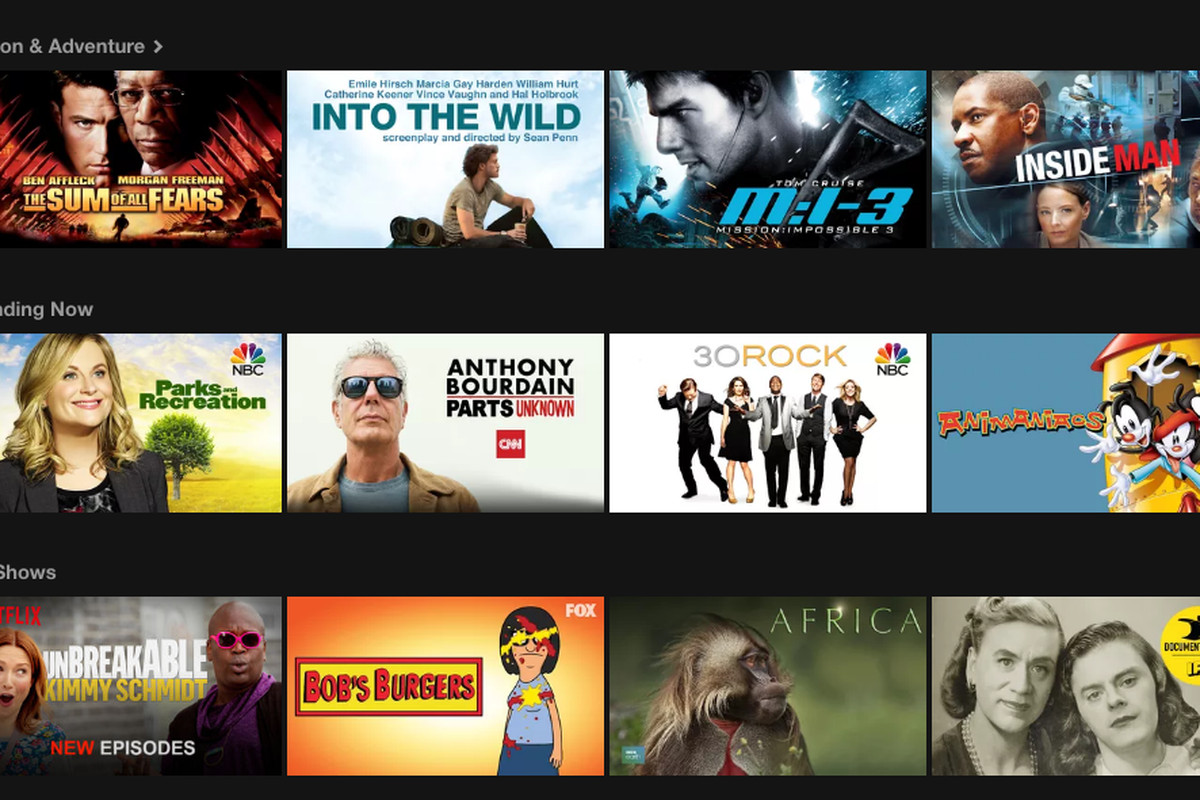 on & Adventure >
BEN AFFLECK MORGAN FREEMAN
THE SUM OF ALL FEARS
Emile Hirsch Marcia Gay Harden William Hurt
Catherine Keener Vince Vaughn and Hal Holbrook
INTO THE WILD
screenplay and directed by Sean Penn
TOM CRUISE
M:I-3
MISSION:IMPOSSIBLE 3
INSIDE MAN
nding Now
NBC
Parks and
Recreation
ANTHONY
BOURDAIN
PARTS UNKNOWN
CNN
30ROCK
NBC
ANIMANIACS
Shows
TFLIX
UNBREAKABLE
KIMMY SCHMIDT
NEW EPISODES
FOX
BOB'S BURGERS
AFRICA
DOCUMENT